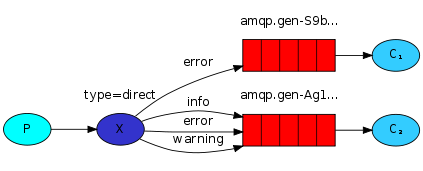 amqp.gen-S9b...
C₁
error
type=direct
amqp.gen-Ag1...
info
P
X
error
C₂
warning